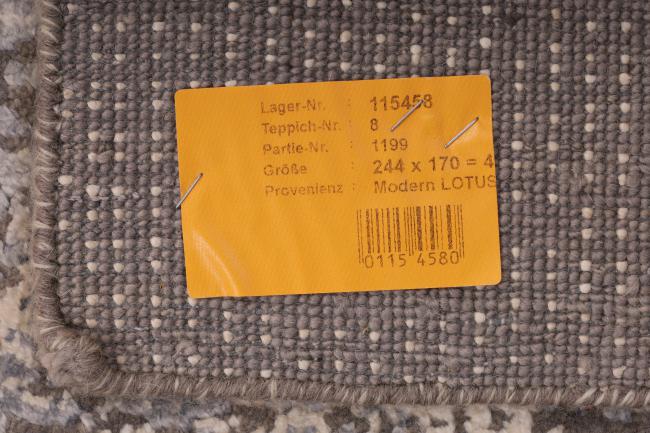 Lager-Nr. : 115458
Teppich-Nr. : 8
Partie-Nr. : 1199
Größe : 244 x 170 = 4
Provenienz : Modern LOTUS
0115 4580